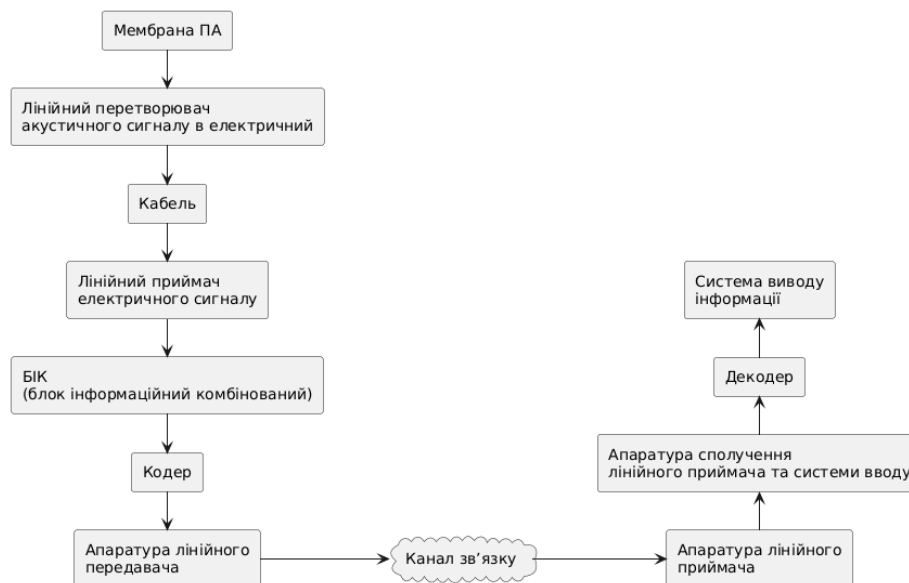 Мембрана ПА
Лінійний перетворювач
акустичного сигналу в електричний
Кабель
Лінійний приймач
електричного сигналу
БІК
(блок інформаційний комбінований)
Кодер
Апаратура лінійного
передавача
Канал зв’язку
Апаратура лінійного
приймача
Апаратура сполучення
лінійного приймача та системи вводу
Декодер
Система виводу
інформації